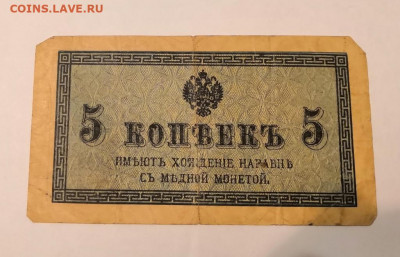 COINS.LAVE.RU
5 КОПѢЕКЪ 5
ИМѢЮТЪ ХОЖДЕНІЕ НАРАВНѢ
СЪ МѢДНОЙ МОНЕТОЙ.